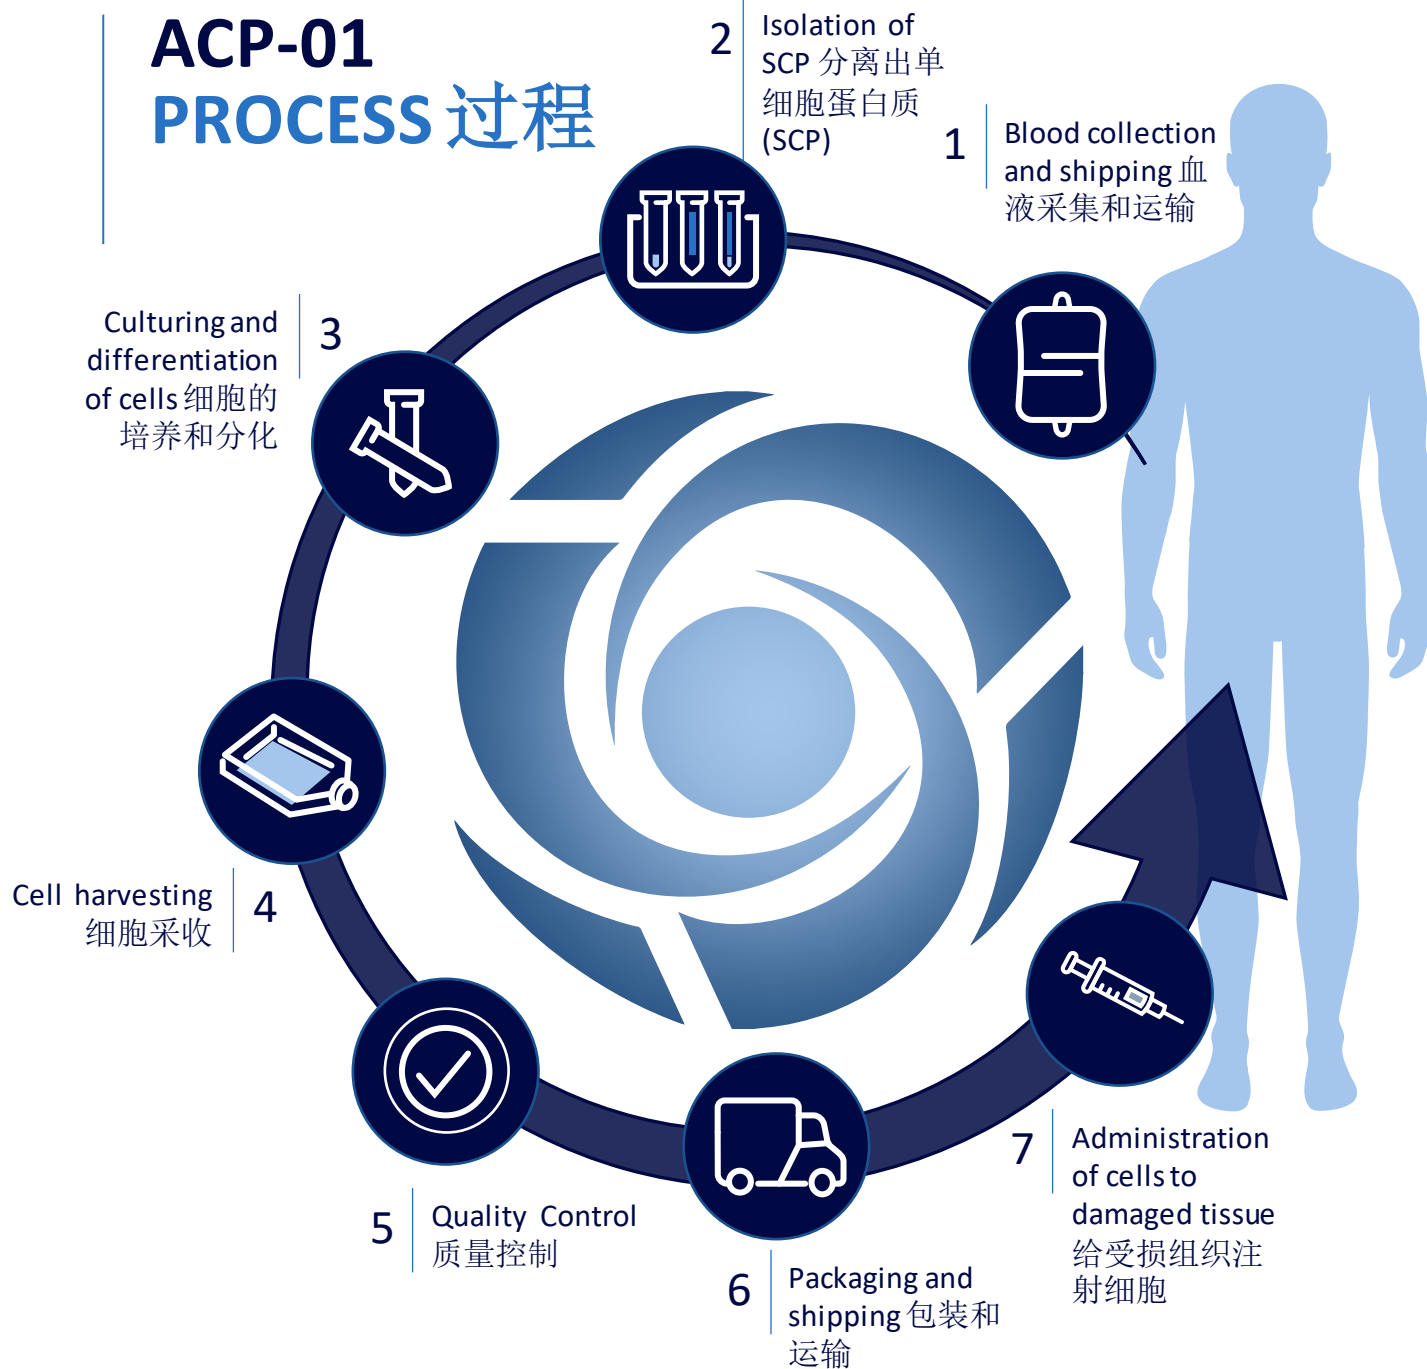 ACP-01
PROCESS 过程
1
Blood collection
and shipping 血
液采集和运输
2
Isolation of
SCP 分离出单
细胞蛋白质
(SCP)
3
Culturing and
differentiation
of cells 细胞的
培养和分化
4
Cell harvesting
细胞采收
5
Quality Control
质量控制
6
Packaging and
shipping 包装和
运输
7
Administration
of cells to
damaged tissue
给受损组织注
射细胞